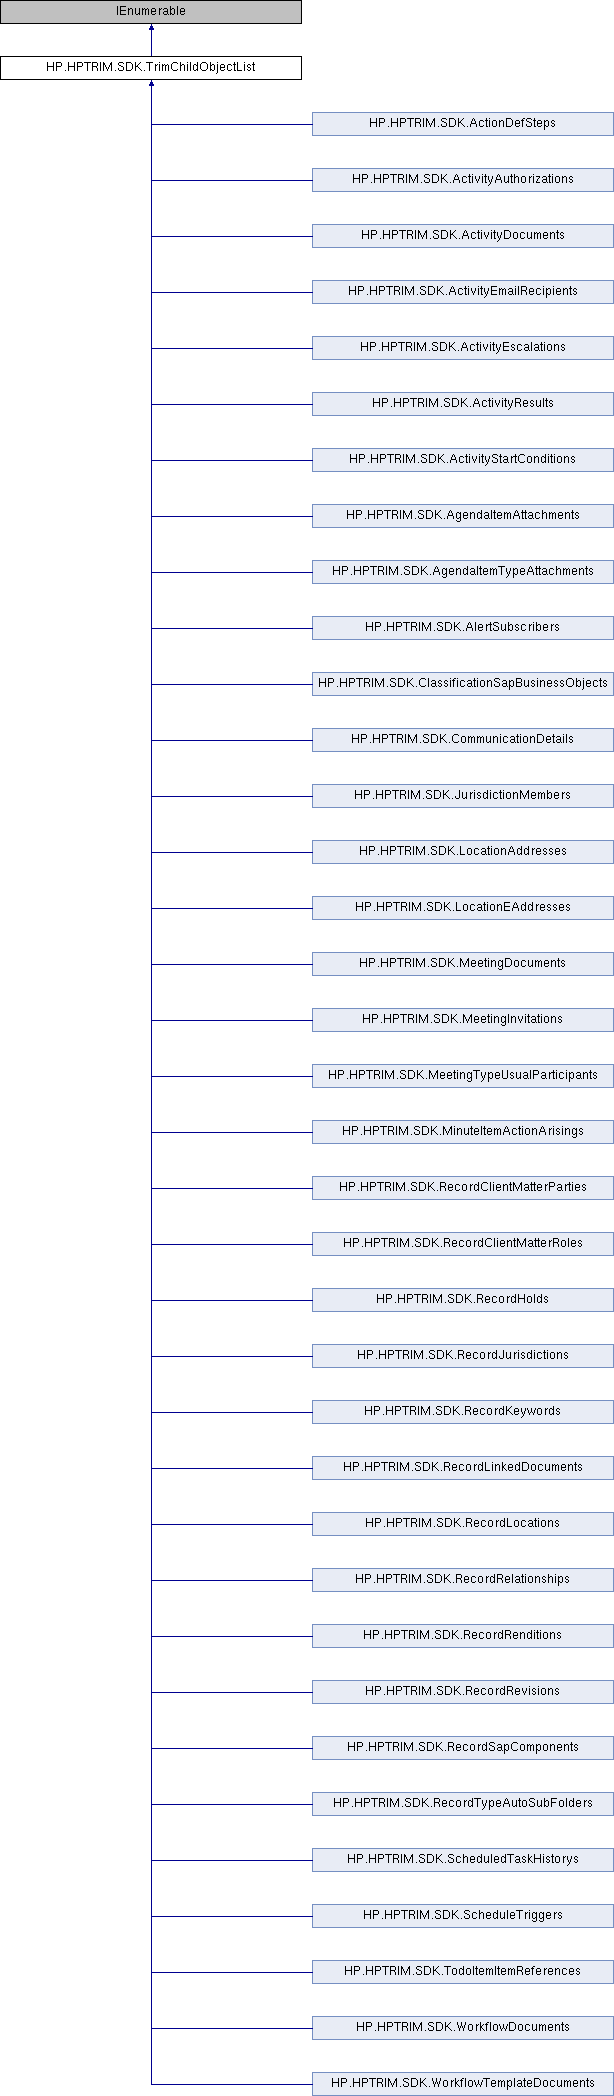 IEnumerable
HP.HPTRIM.SDK.TrimChildObjectList
HP.HPTRIM.SDK.ActionDefSteps
HP.HPTRIM.SDK.ActivityAuthorizations
HP.HPTRIM.SDK.ActivityDocuments
HP.HPTRIM.SDK.ActivityEmailRecipients
HP.HPTRIM.SDK.ActivityEscalations
HP.HPTRIM.SDK.ActivityResults
HP.HPTRIM.SDK.ActivityStartConditions
HP.HPTRIM.SDK.AgendaItemAttachments
HP.HPTRIM.SDK.AgendaItemTypeAttachments
HP.HPTRIM.SDK.AlertSubscribers
HP.HPTRIM.SDK.ClassificationSapBusinessObjects
HP.HPTRIM.SDK.CommunicationDetails
HP.HPTRIM.SDK.JurisdictionMembers
HP.HPTRIM.SDK.LocationAddresses
HP.HPTRIM.SDK.LocationEAddresses
HP.HPTRIM.SDK.MeetingDocuments
HP.HPTRIM.SDK.MeetingInvitations
HP.HPTRIM.SDK.MeetingTypeUsualParticipants
HP.HPTRIM.SDK.MinuteItemActionArisings
HP.HPTRIM.SDK.RecordClientMatterParties
HP.HPTRIM.SDK.RecordClientMatterRoles
HP.HPTRIM.SDK.RecordHolds
HP.HPTRIM.SDK.RecordJurisdictions
HP.HPTRIM.SDK.RecordKeywords
HP.HPTRIM.SDK.RecordLinkedDocuments
HP.HPTRIM.SDK.RecordLocations
HP.HPTRIM.SDK.RecordRelationships
HP.HPTRIM.SDK.RecordRenditions
HP.HPTRIM.SDK.RecordRevisions
HP.HPTRIM.SDK.RecordSapComponents
HP.HPTRIM.SDK.RecordTypeAutoSubFolders
HP.HPTRIM.SDK.ScheduledTaskHistorys
HP.HPTRIM.SDK.ScheduleTriggers
HP.HPTRIM.SDK.TodoItemItemReferences
HP.HPTRIM.SDK.WorkflowDocuments
HP.HPTRIM.SDK.WorkflowTemplateDocuments